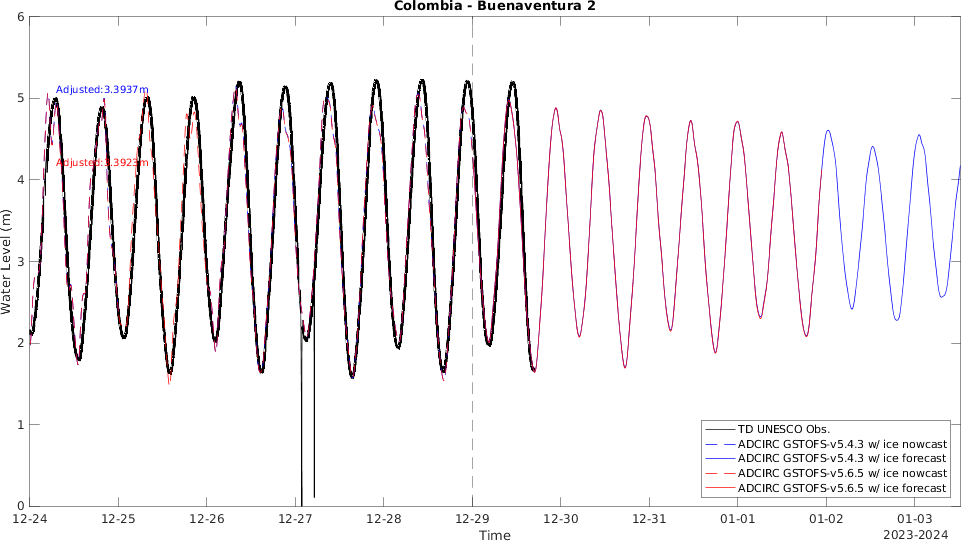 Colombia - Buenaventura 2
Water Level (m)
6
5
4
3
2
1
0
Adjusted:3.3937m
Adjusted:3.3923m
TD UNESCO Obs.
ADCIRC GSTOFS-v5.4.3 w/ ice nowcast
ADCIRC GSTOFS-v5.4.3 w/ ice forecast
ADCIRC GSTOFS-v5.6.5 w/ ice nowcast
ADCIRC GSTOFS-v5.6.5 w/ ice forecast
12-24 12-25 12-26 12-27 12-28 12-29 12-30 12-31 01-01 01-02 01-03
Time
2023-2024